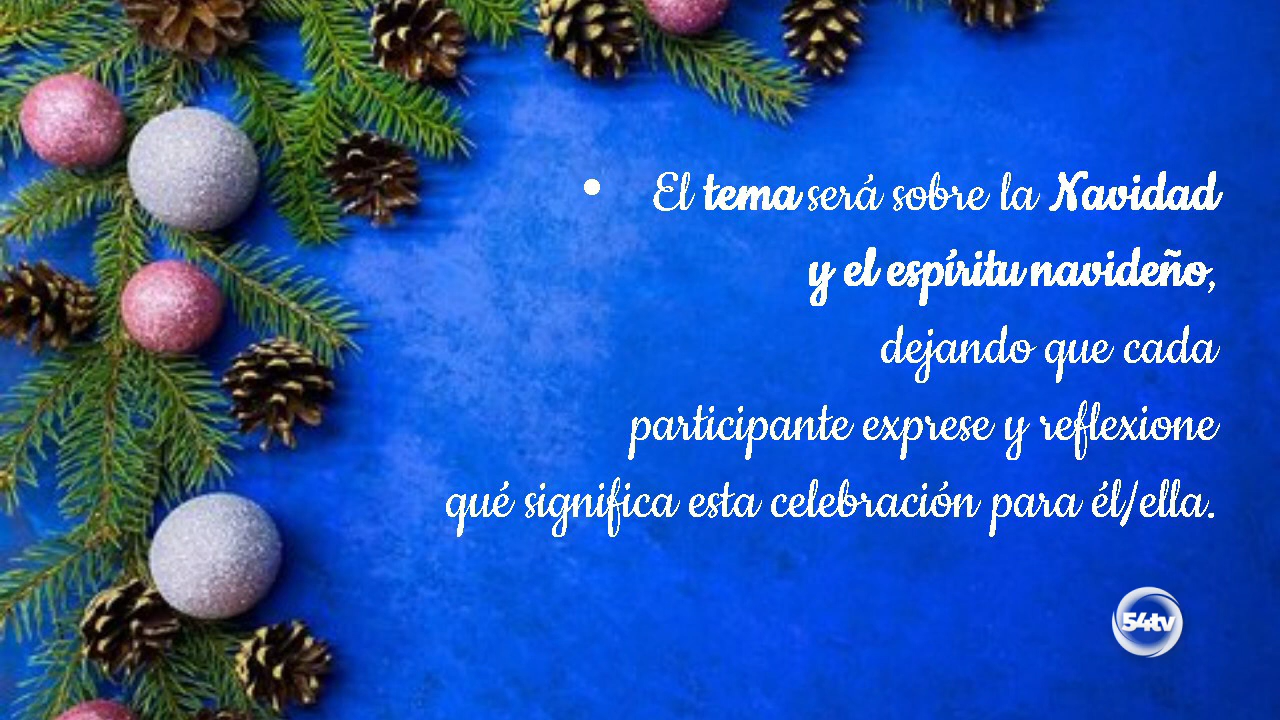 • El tema será sobre la Navidad
y el espíritu navideño,
dejando que cada
participante exprese y reflexione
qué significa esta celebración para él/ella.
54tv